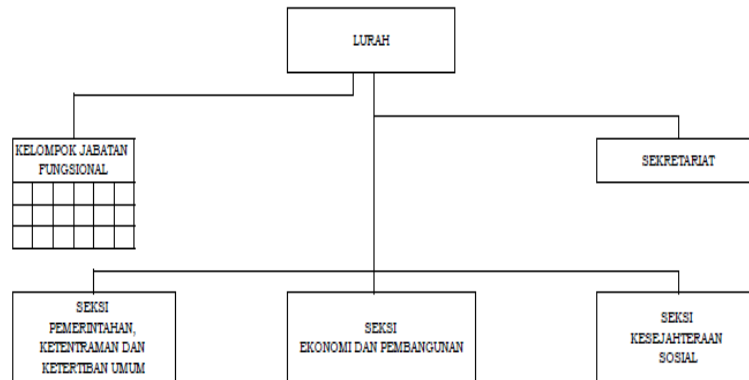 LURAH
KELOMPOK JABATAN
FUNGSIONAL
SEKRETARIAT
SEKSI
PEMERINTAHAN,
KETENTRAMAN DAN
KETERTIBAN UMUM
SEKSI
EKONOMI DAN PEMBANGUNAN
SEKSI
KESEJAHTERAAN
SOSIAL